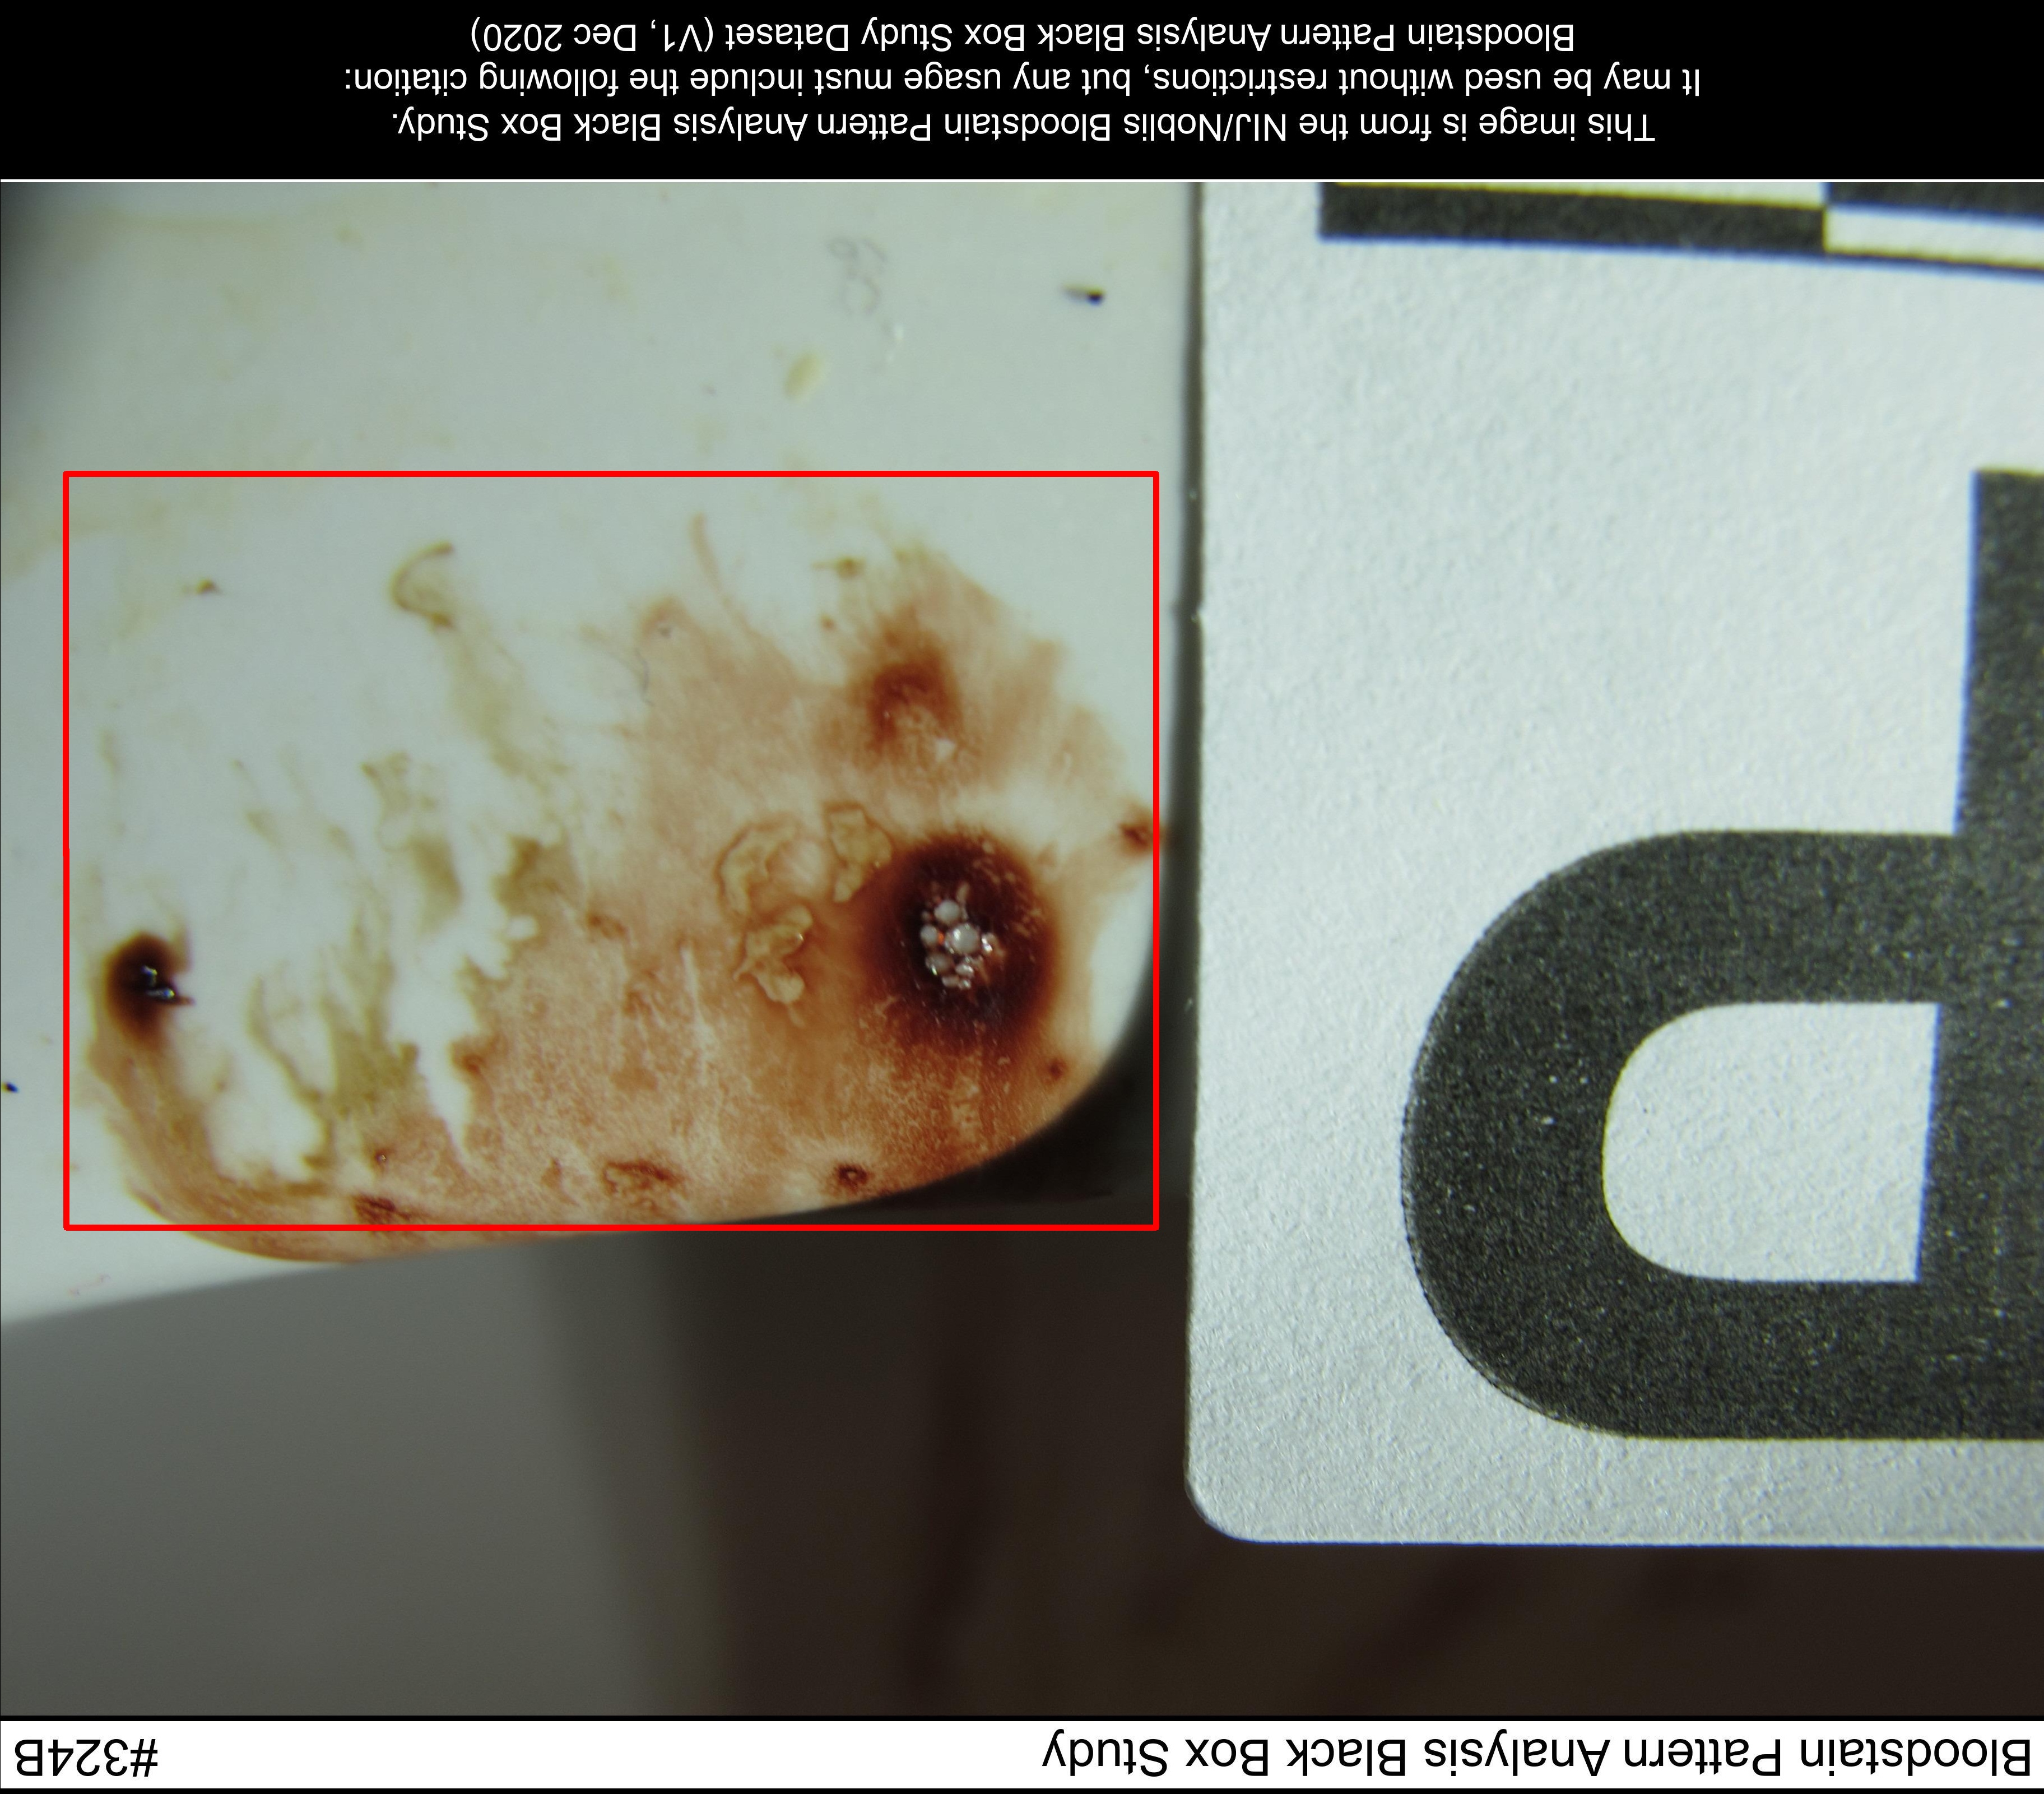 Bloodstain Pattern Analysis Black Box Study #324B
P
This image is from the NIJ/Noblis Bloodstain Pattern Analysis Black Box Study.
It may be used without restrictions, but any usage must include the following citation:
Bloodstain Pattern Analysis Black Box Study Dataset (V1, Dec 2020)